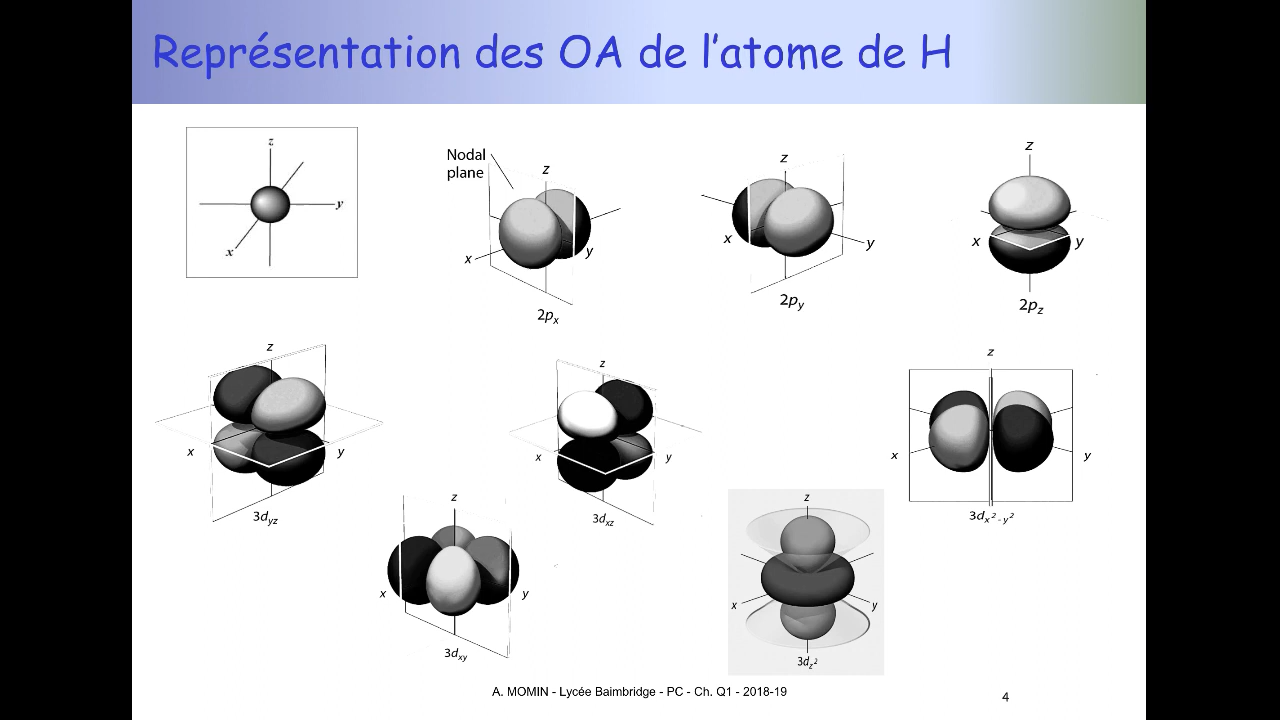 Représentation des OA de l'atome de H
z
y
x
Nodal
plane
z
x
y
2px
z
x
y
2py
z
x
y
2pz
z
x
y
3dyz
z
x
y
3dxz
z
x
y
3dx²-y²
z
x
y
3dxy
z
x
y
3dz²
A. MOMIN - Lycée Baimbridge - PC - Ch. Q1 - 2018-19
4